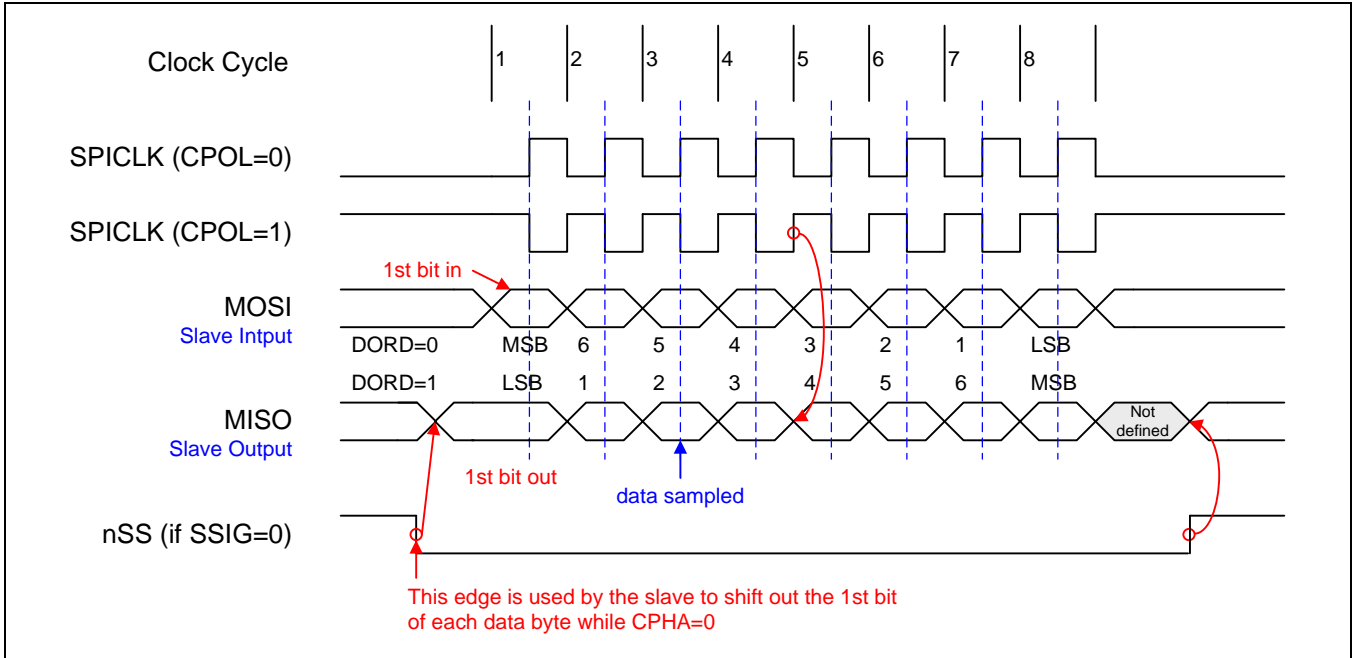 Clock Cycle 1 2 3 4 5 6 7 8
SPICLK (CPOL=0)
SPICLK (CPOL=1)
1st bit in
MOSI
Slave Intput
DORD=0 MSB 6 5 4 3 2 1 LSB
DORD=1 LSB 1 2 3 4 5 6 MSB
MISO
Slave Output
Not
defined
1st bit out
data sampled
nSS (if SSIG=0)
This edge is used by the slave to shift out the 1st bit
of each data byte while CPHA=0